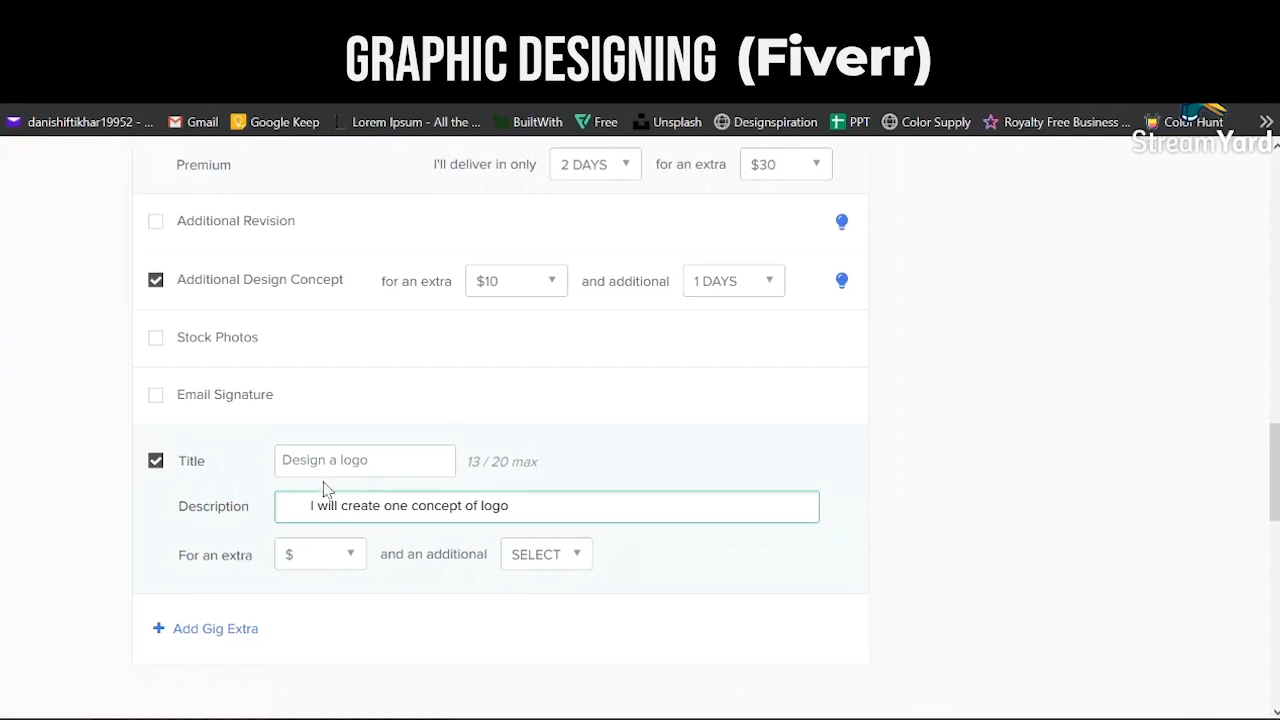 GRAPHIC DESIGNING (Fiverr)
danishiftikhar19952 - ... Gmail Google Keep Lorem Ipsum - All the ... BuiltWith Free Unsplash Designspiration PPT Color Supply Royalty Free Business ... Color Hunt
StreamYard
Premium I'll deliver in only 2 DAYS for an extra $30
Additional Revision
Additional Design Concept for an extra $10 and additional 1 DAYS
Stock Photos
Email Signature
Title Design a logo 13 / 20 max
Description I will create one concept of logo
For an extra $ and an additional SELECT
+ Add Gig Extra